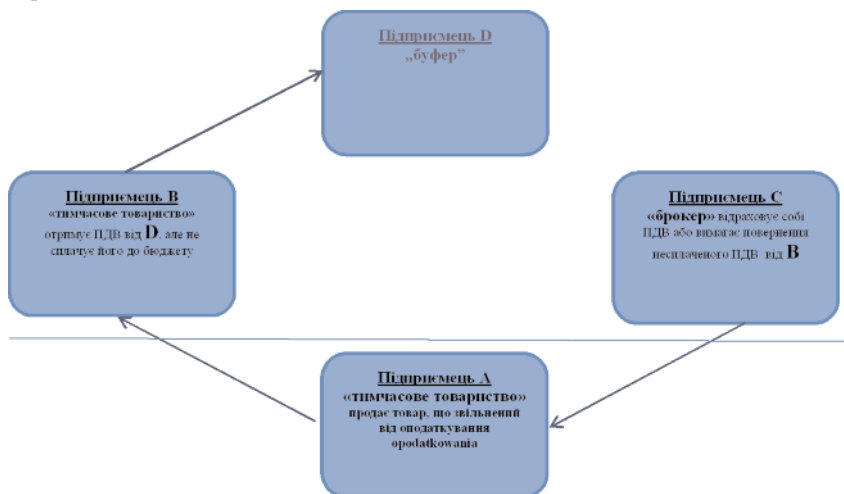 Підприємець D
„буфер”
Підприємець B
«тимчасове товариство»
отримує ПДВ від D, але не
сплачує його до бюджету
Підприємець C
«брокер» відраховує собі
ПДВ або вимагає повернення
несплаченого ПДВ від B
Підприємець A
«тимчасове товариство»
продає товар, що звільнений
від оподаткування
opodatkowania